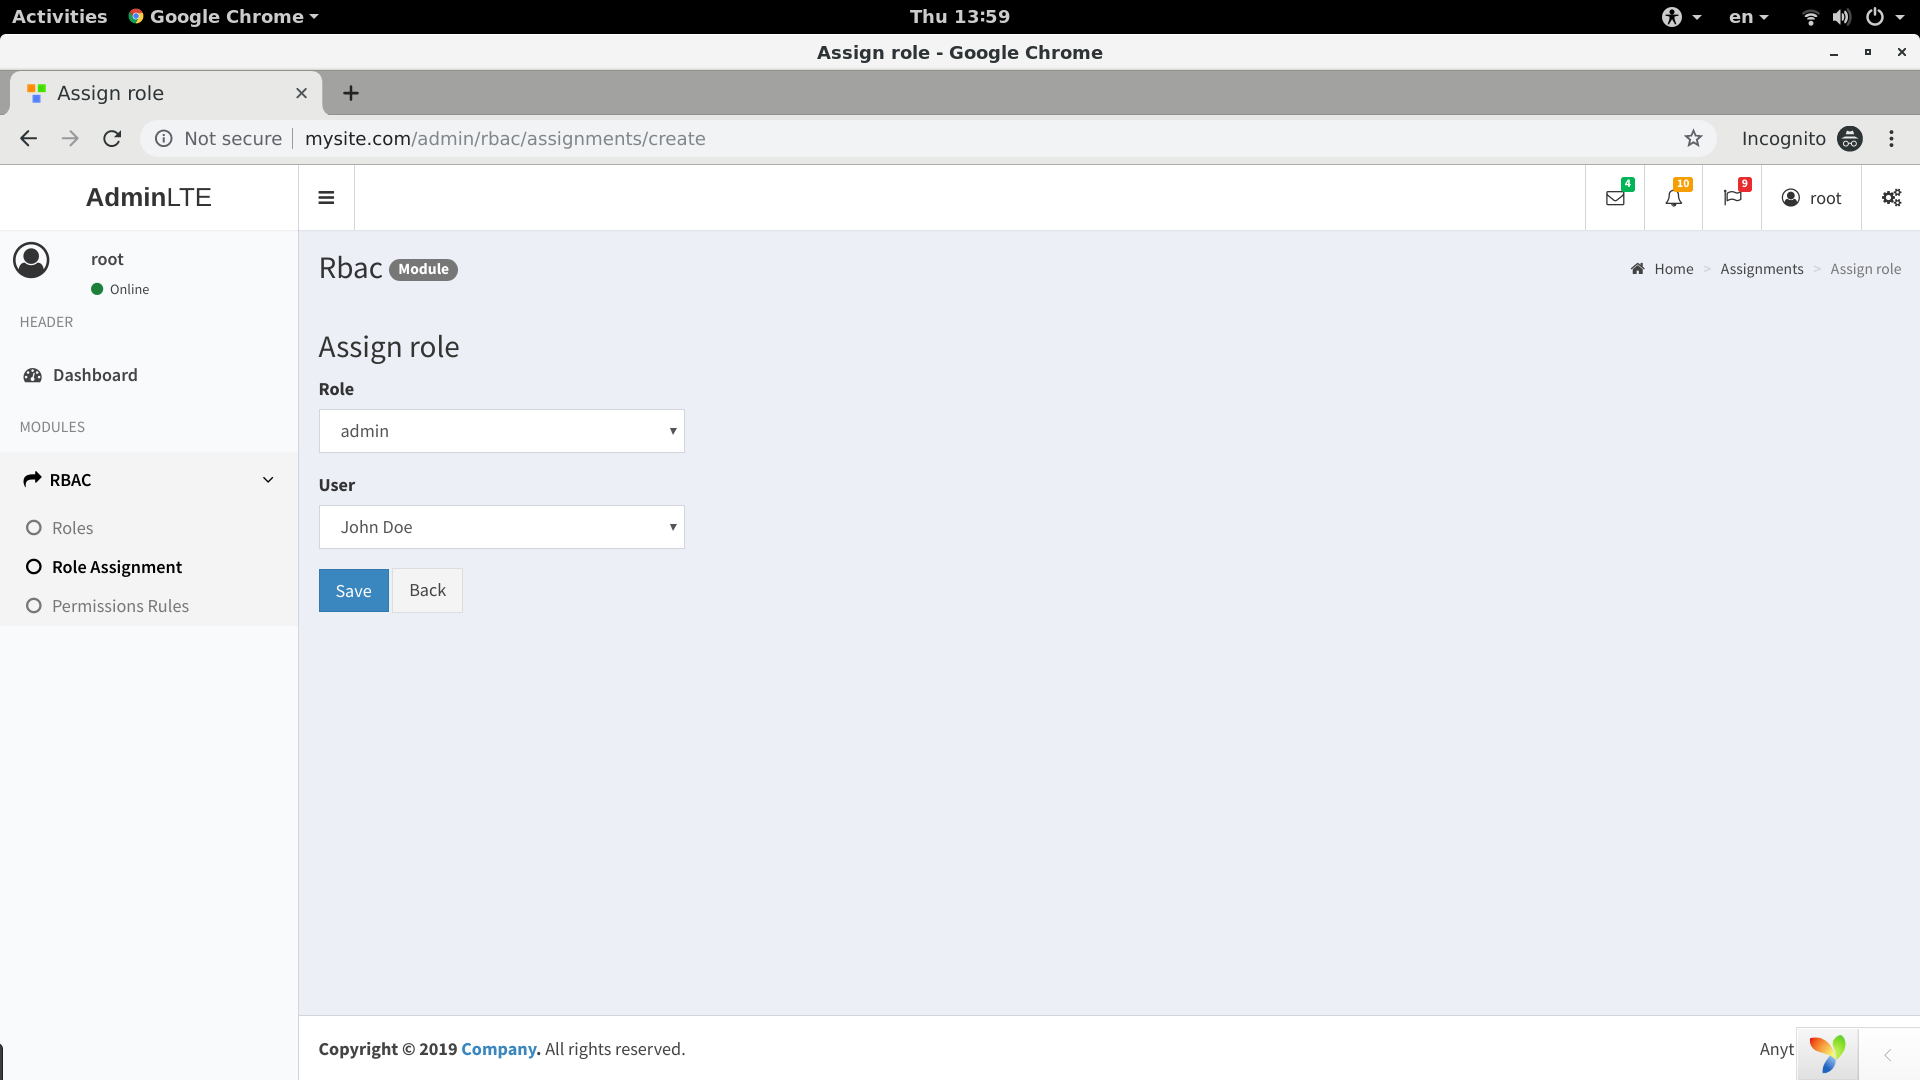 Activities Google Chrome Thu 13:59 en
Assign role - Google Chrome
Assign role
Not secure mysite.com/admin/rbac/assignments/create Incognito
AdminLTE 4 10 9 root
root
Online
HEADER
Dashboard
MODULES
RBAC
Roles
Role Assignment
Permissions Rules
Rbac Module
Home > Assignments > Assign role
Assign role
Role
admin
User
John Doe
Save Back
Copyright © 2019 Company. All rights reserved. Anyt